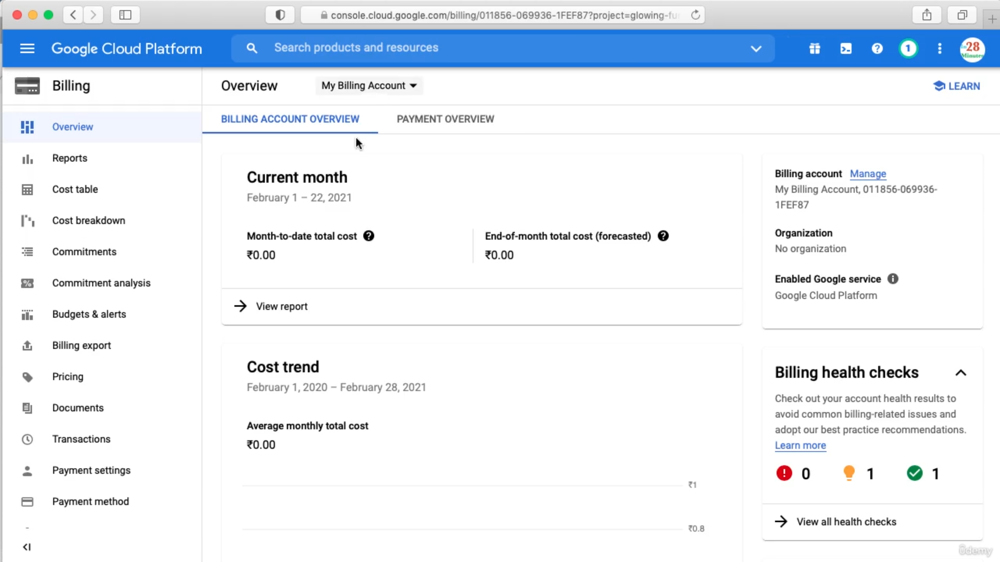 console.cloud.google.com/billing/011856-069936-1FEF87?project=glowing-fu
Google Cloud Platform
Search products and resources
1
in 28
Minutes
Billing
Overview
My Billing Account
LEARN
BILLING ACCOUNT OVERVIEW
PAYMENT OVERVIEW
Overview
Reports
Cost table
Cost breakdown
Commitments
Commitment analysis
Budgets & alerts
Billing export
Pricing
Documents
Transactions
Payment settings
Payment method
Current month
February 1 – 22, 2021
Month-to-date total cost
₹0.00
End-of-month total cost (forecasted)
₹0.00
View report
Cost trend
February 1, 2020 – February 28, 2021
Average monthly total cost
₹0.00
₹1
₹0.8
Billing account Manage
My Billing Account, 011856-069936-
1FEF87
Organization
No organization
Enabled Google service
Google Cloud Platform
Billing health checks
Check out your account health results to
avoid common billing-related issues and
adopt our best practice recommendations.
Learn more
0 1 1
View all health checks
ûdemy